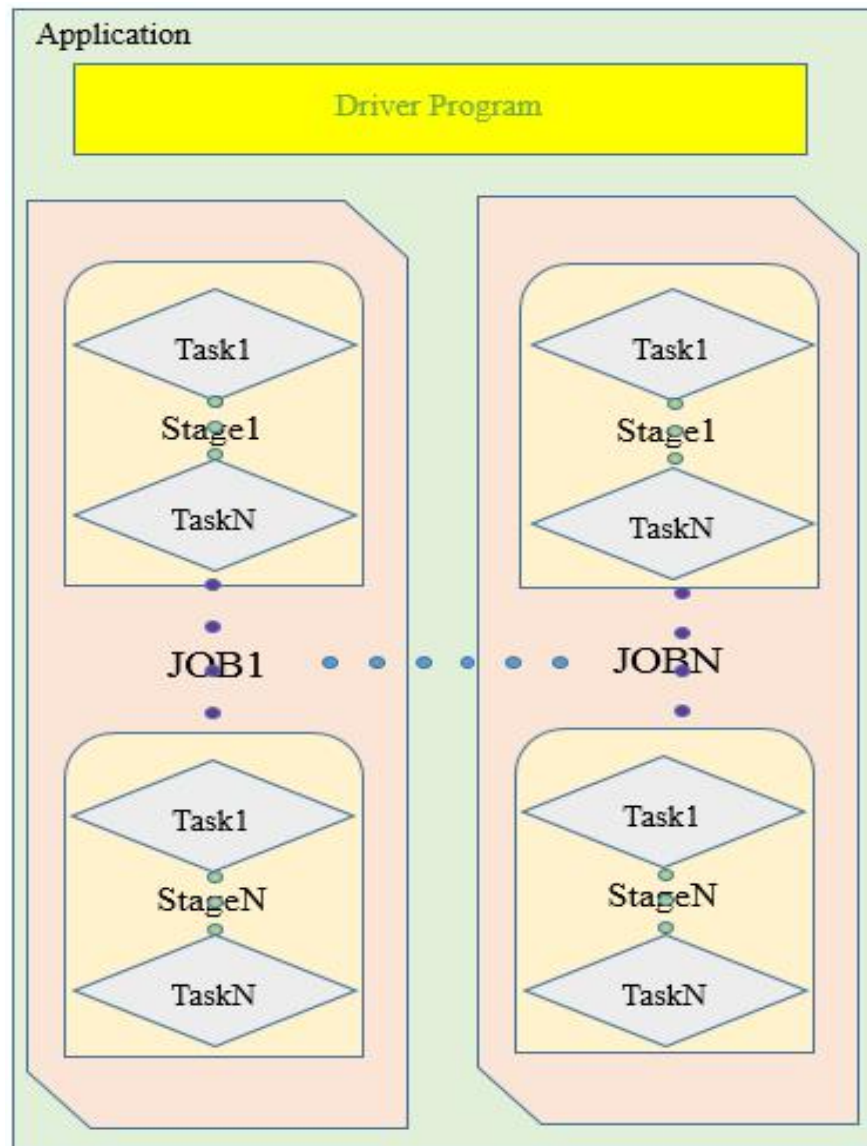 Application
Driver Program
Task1
Stage1
TaskN
JOB1
Task1
StageN
TaskN
Task1
Stage1
TaskN
JOBN
Task1
StageN
TaskN